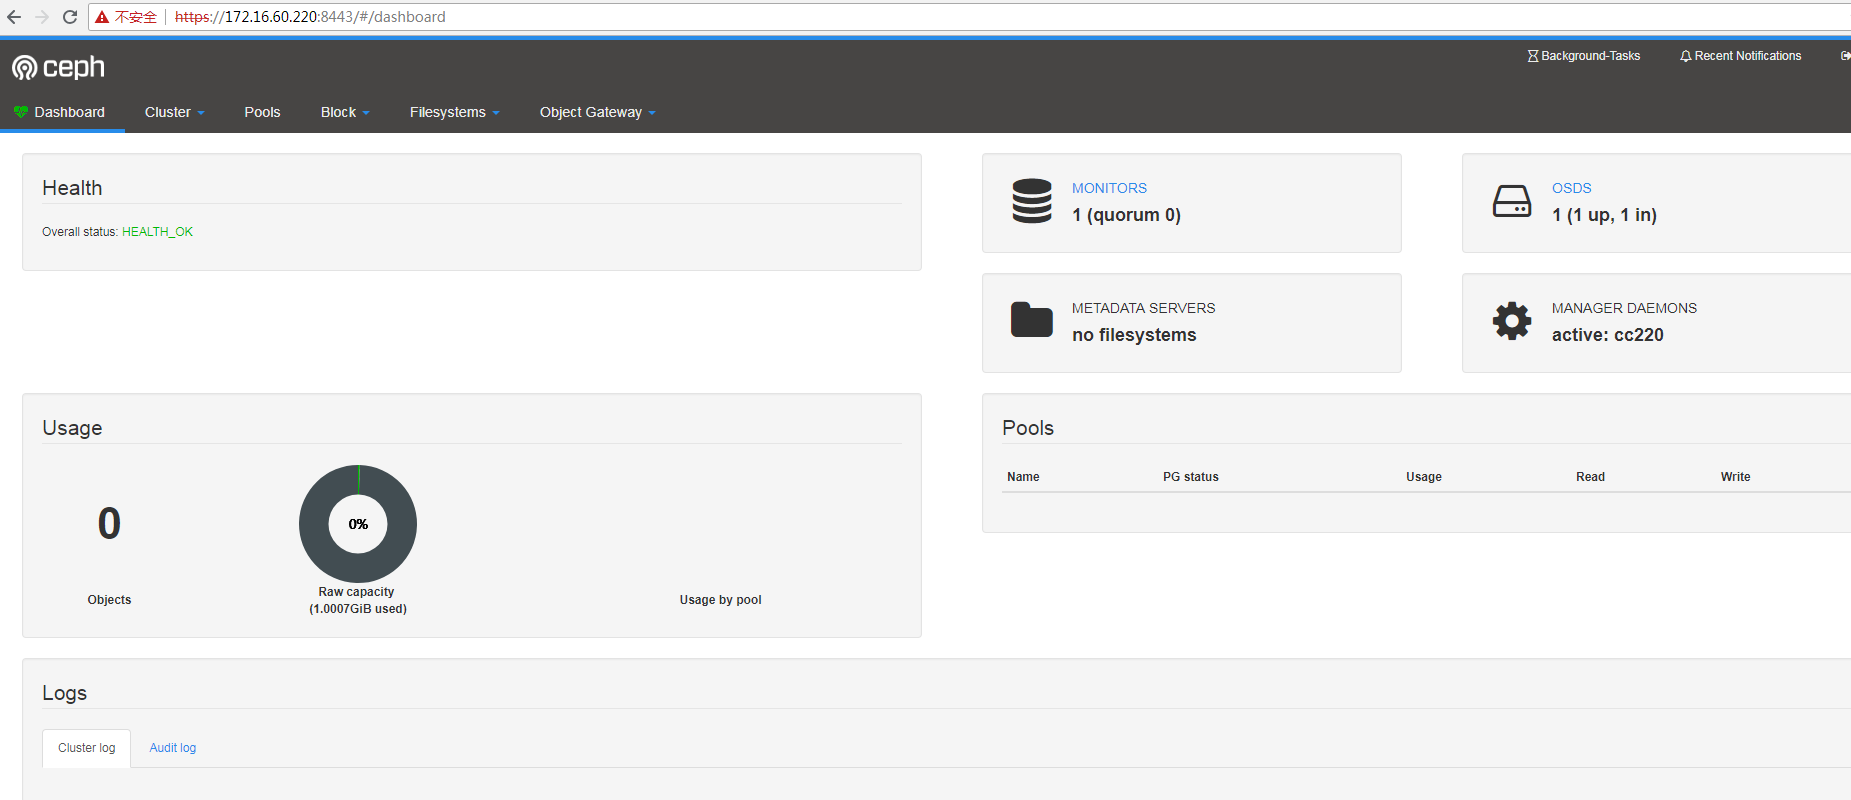 不安全 https://172.16.60.220:8443/#/dashboard
ceph
Background-Tasks Recent Notifications
Dashboard Cluster Pools Block Filesystems Object Gateway
Health
Overall status: HEALTH_OK
MONITORS
1 (quorum 0)
OSDS
1 (1 up, 1 in)
METADATA SERVERS
no filesystems
MANAGER DAEMONS
active: cc220
Usage
0
Objects
0%
Raw capacity
(1.0007GiB used)
Usage by pool
Pools
Name PG status Usage Read Write
Logs
Cluster log Audit log